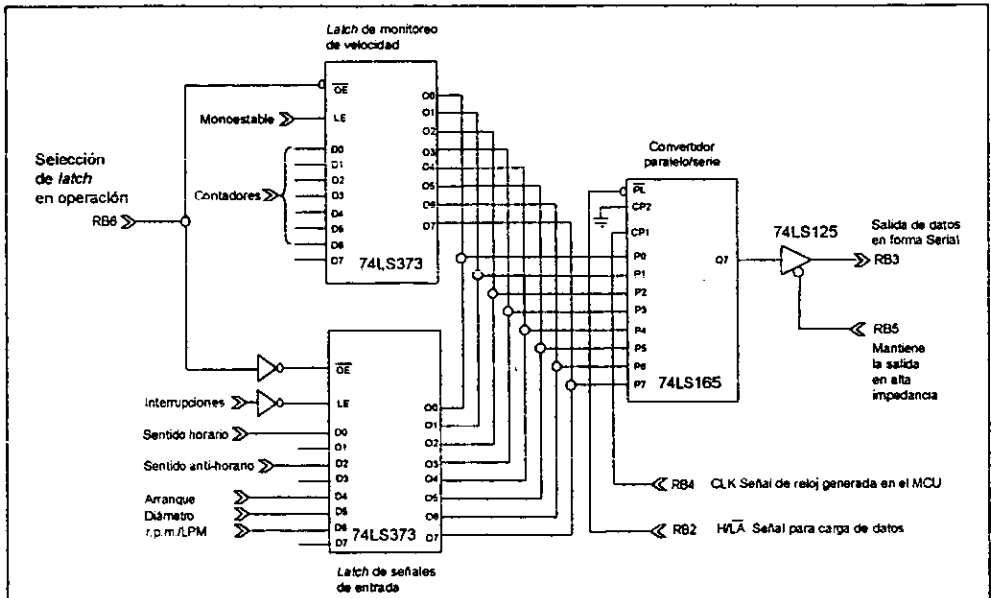 Latch de monitoreo
de velocidad
OE
LE
Monoestable
D0
D1
D2
D3
D4
D5
D6
D7
Contadores
O0
O1
O2
O3
O4
O5
O6
O7
74LS373
Selección
de latch
en operación
RB6
OE
LE
Interrupciones
Sentido horario
Sentido anti-horario
Arranque
Diámetro
r.p.m./LPM
D0
D1
D2
D3
D4
D5
D6
D7
O0
O1
O2
O3
O4
O5
O6
O7
74LS373
Latch de señales
de entrada
Convertidor
paralelo/serie
PL
CP2
CP1
P0
P1
P2
P3
P4
P5
P6
P7
Q7
74LS165
74LS125
Salida de datos
en forma Serial
RB3
RB5
Mantiene
la salida
en alta
impedancia
RB4 CLK Señal de reloj generada en el MCU
RB2 H/LA Señal para carga de datos